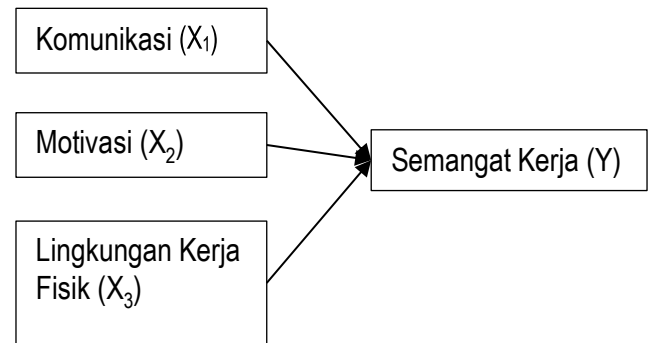 Komunikasi (X₁)
Motivasi (X₂)
Semangat Kerja (Y)
Lingkungan Kerja
Fisik (X₃)